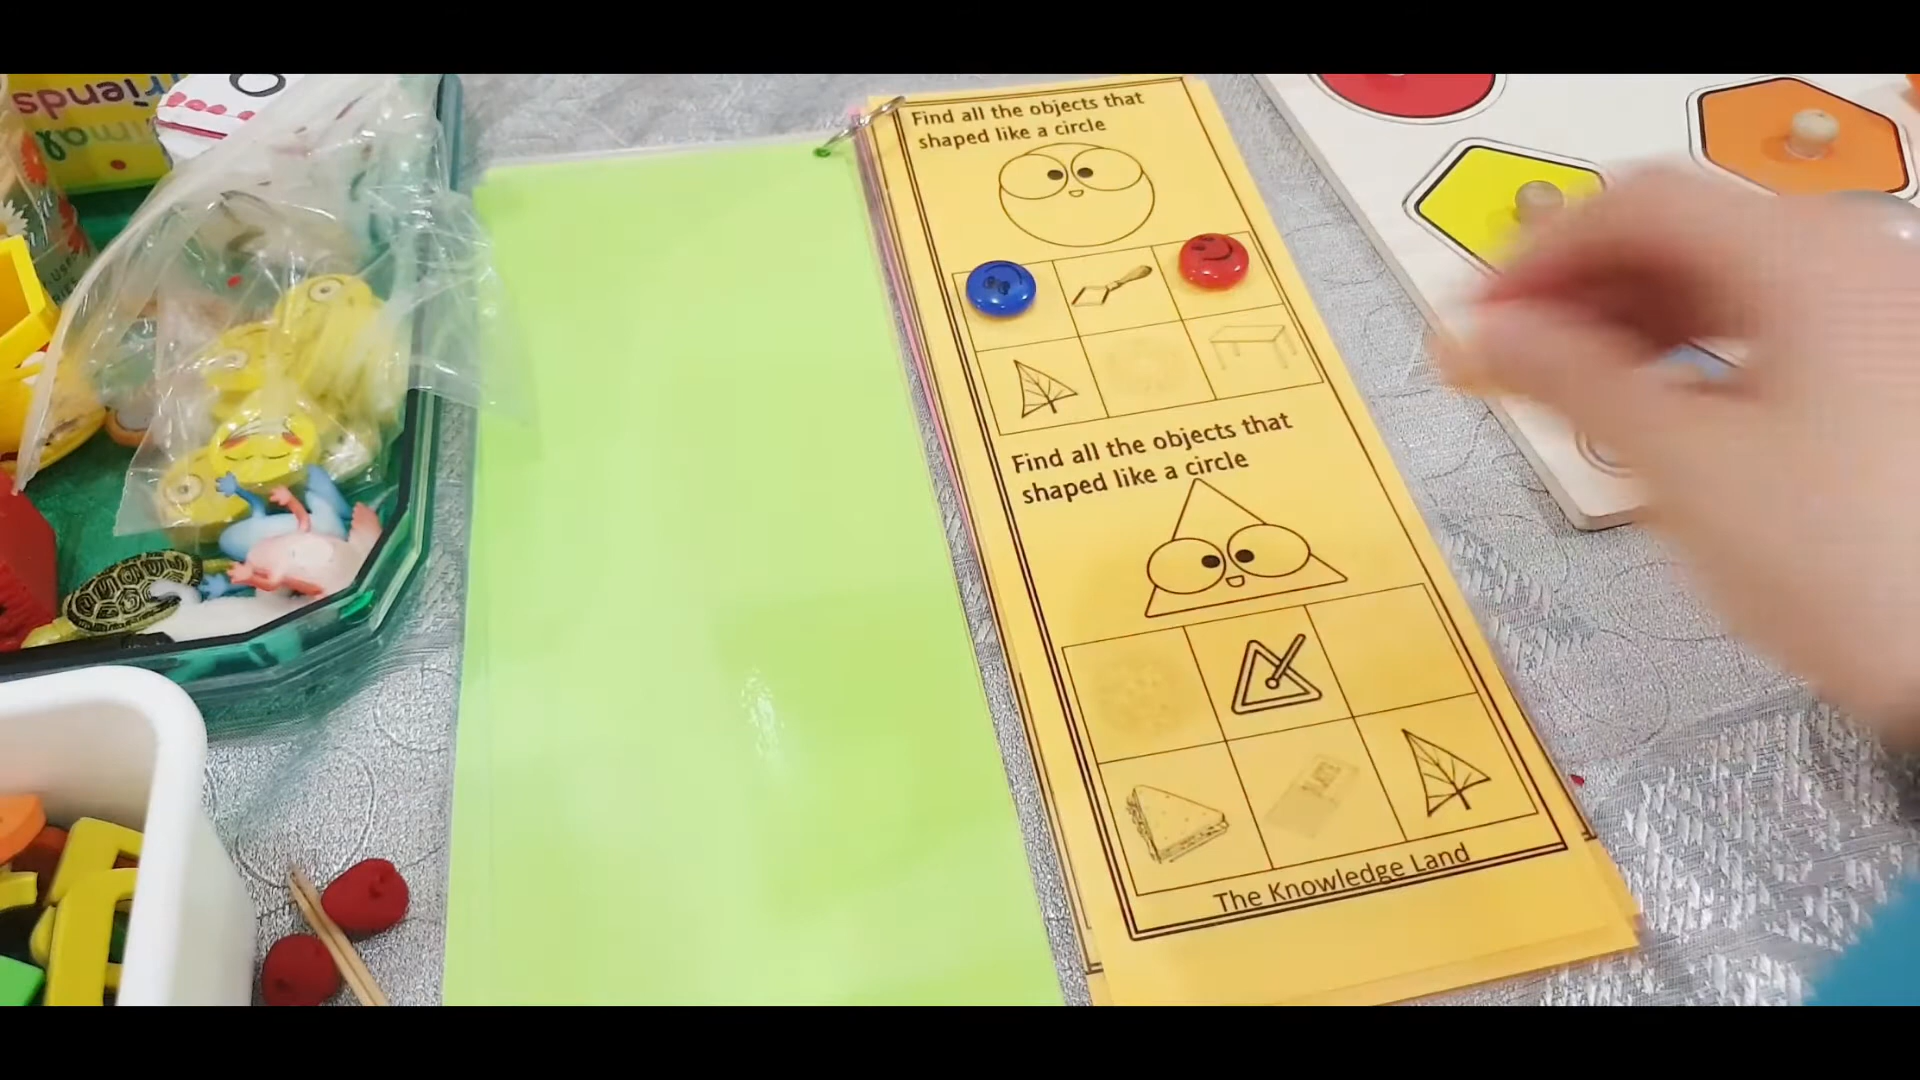 riends
Find all the objects that
shaped like a circle
Find all the objects that
shaped like a circle
The Knowledge Land